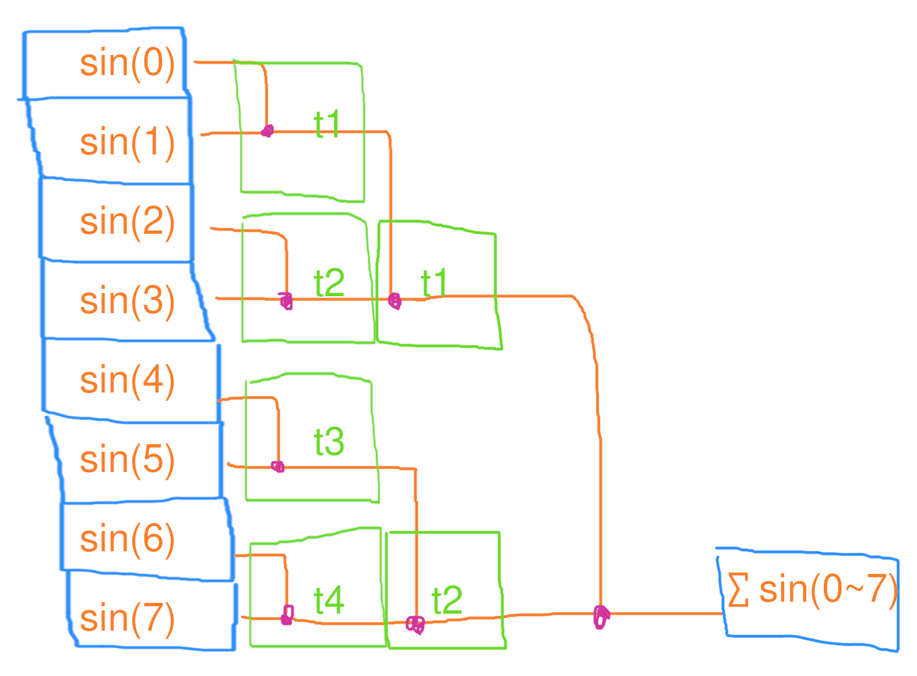 sin(0)
sin(1)
t1
sin(2)
sin(3)
t2
t1
sin(4)
sin(5)
t3
sin(6)
sin(7)
t4
t2
∑ sin(0~7)